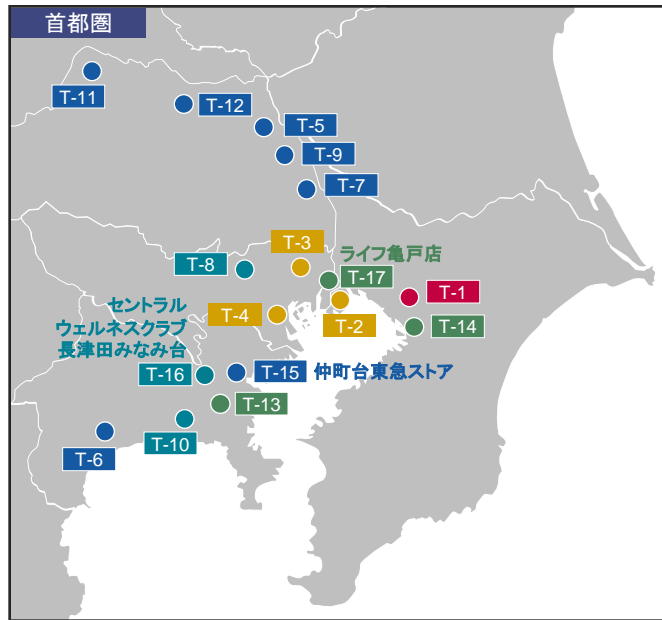 首都圏
T-11
T-12
T-5
T-9
T-7
T-3
ライフ亀戸店
T-8
T-17
T-1
セントラル
ウェルネスクラブ
長津田みなみ台
T-4
T-2
T-14
T-16
T-15
仲町台東急ストア
T-13
T-10
T-6